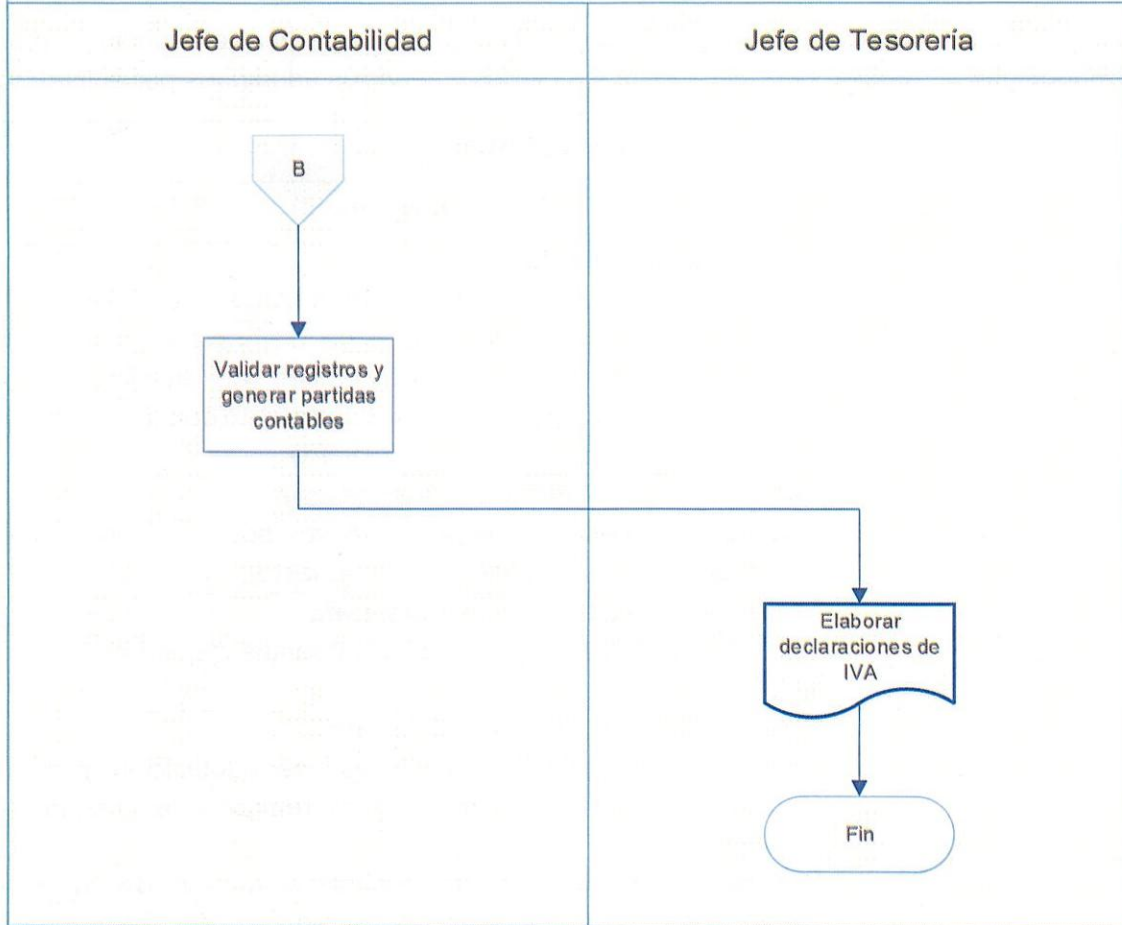 Jefe de Contabilidad
Jefe de Tesorería
B
Validar registros y
generar partidas
contables
Elaborar
declaraciones de
IVA
Fin